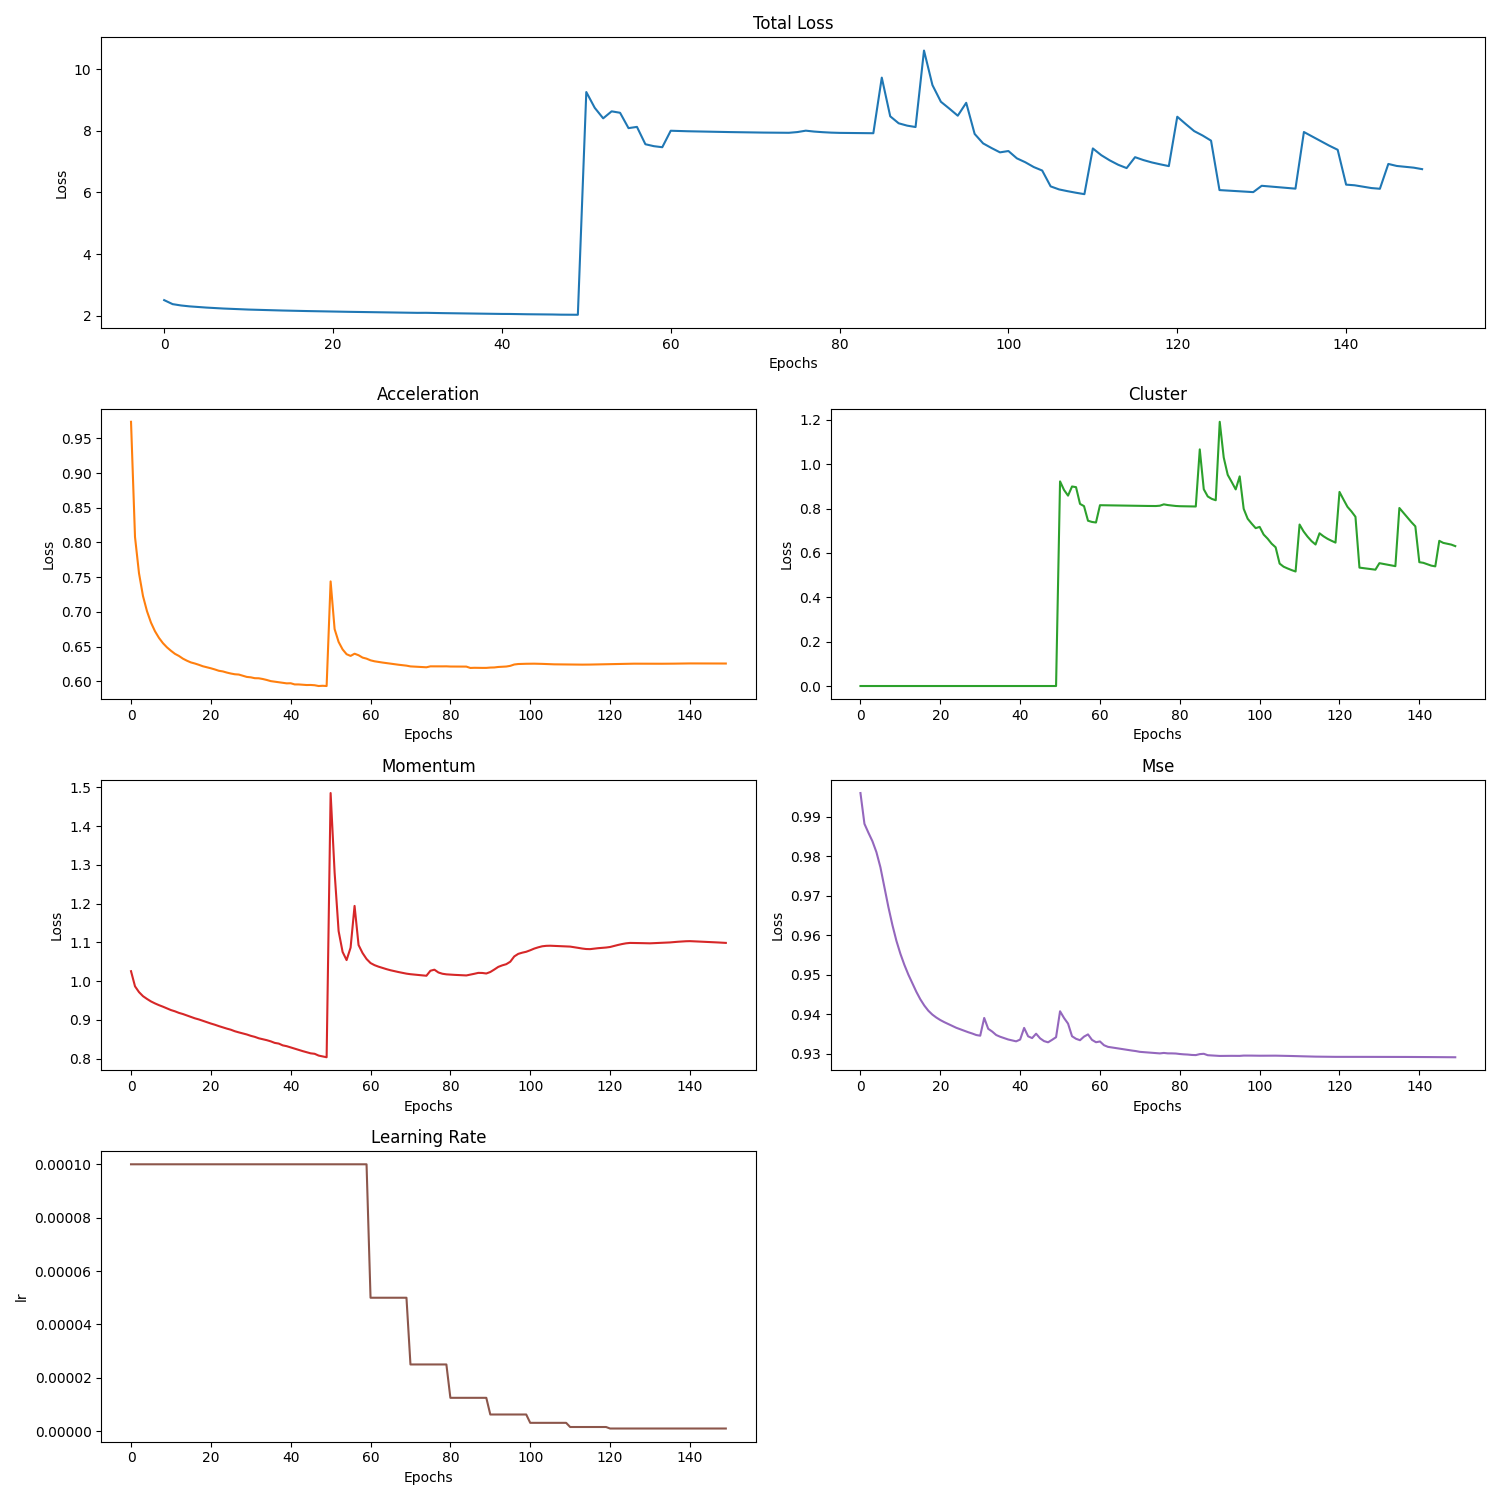 Total Loss
Loss
10
8
6
4
2
0 20 40 60 80 100 120 140
Epochs
Acceleration
Loss
0.95
0.90
0.85
0.80
0.75
0.70
0.65
0.60
0 20 40 60 80 100 120 140
Epochs
Cluster
Loss
1.2
1.0
0.8
0.6
0.4
0.2
0.0
0 20 40 60 80 100 120 140
Epochs
Momentum
Loss
1.5
1.4
1.3
1.2
1.1
1.0
0.9
0.8
0 20 40 60 80 100 120 140
Epochs
Mse
Loss
0.99
0.98
0.97
0.96
0.95
0.94
0.93
0 20 40 60 80 100 120 140
Epochs
Learning Rate
lr
0.00010
0.00008
0.00006
0.00004
0.00002
0.00000
0 20 40 60 80 100 120 140
Epochs